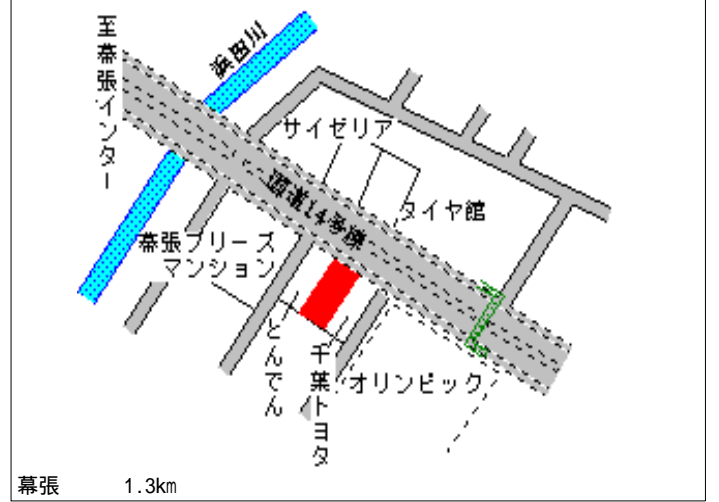 至幕張インター
浜田川
サイゼリア
国道14号線
タイヤ館
幕張ブリーズ
マンション
とんでん
千葉トヨタ
オリンピック
幕張 1.3km